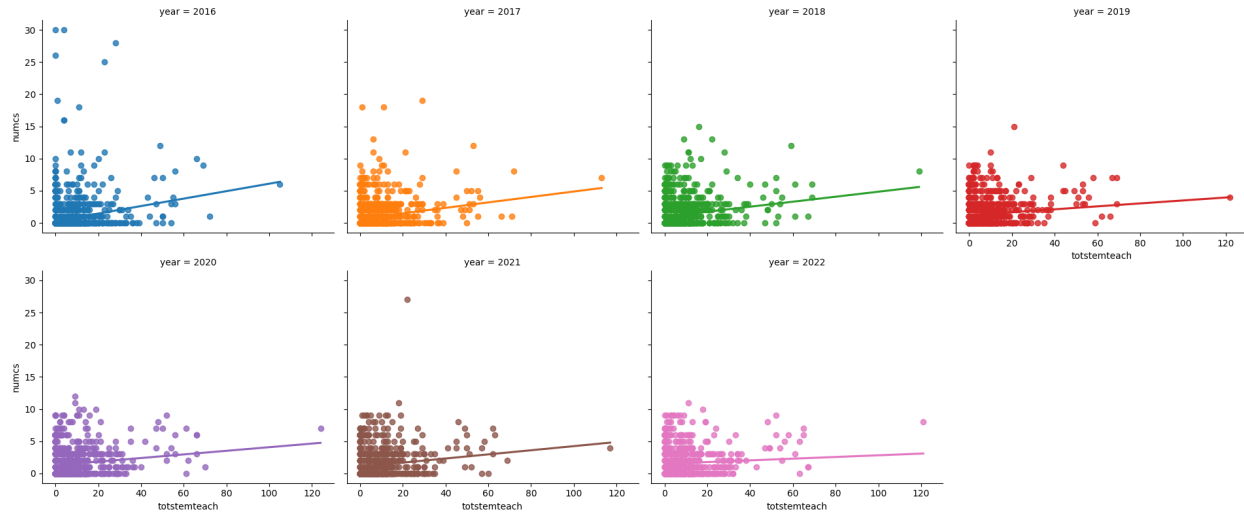 year = 2016
year = 2017
year = 2018
year = 2019
30
25
20
15
10
5
0
numcs
0 20 40 60 80 100 120
totstemteach
year = 2020
year = 2021
year = 2022
30
25
20
15
10
5
0
numcs
0 20 40 60 80 100 120
0 20 40 60 80 100 120
0 20 40 60 80 100 120
totstemteach
totstemteach
totstemteach